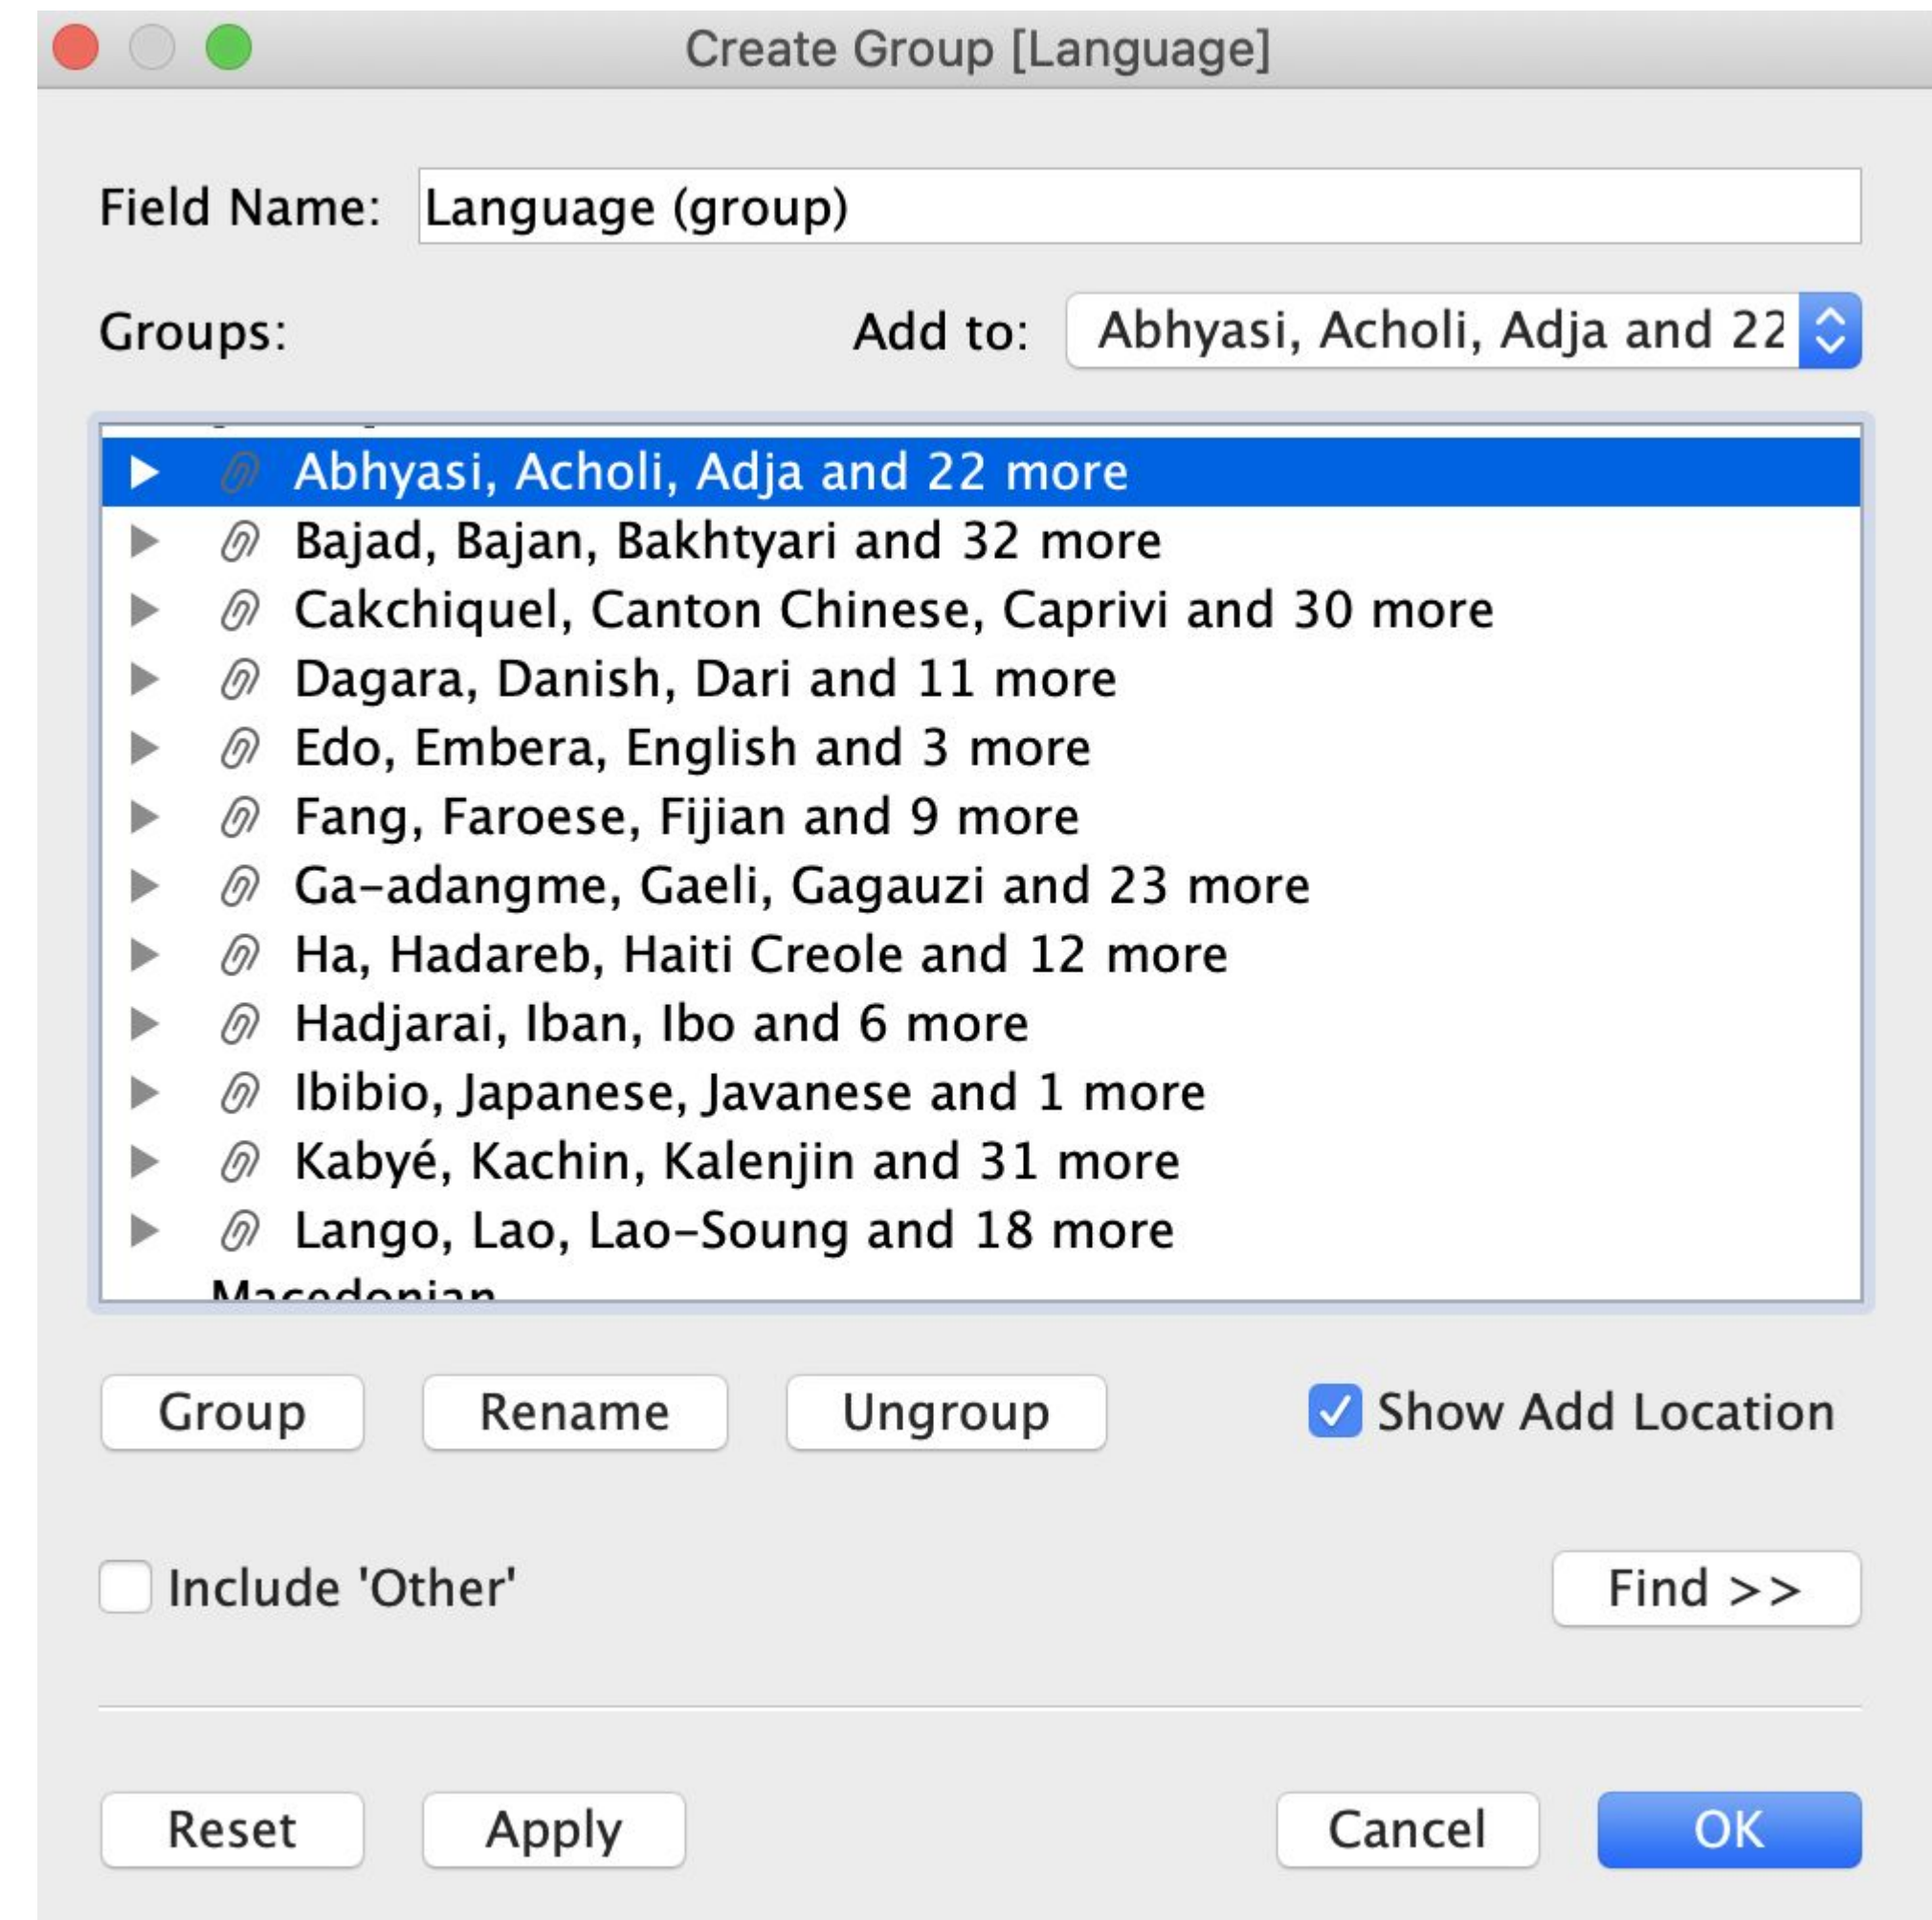 Create Group [Language]
Field Name: Language (group)
Groups: Add to: Abhyasi, Acholi, Adja and 22
Abhyasi, Acholi, Adja and 22 more
Bajad, Bajan, Bakhtyari and 32 more
Cakchiquel, Canton Chinese, Caprivi and 30 more
Dagara, Danish, Dari and 11 more
Edo, Embera, English and 3 more
Fang, Faroese, Fijian and 9 more
Ga-adangme, Gaeli, Gagauzi and 23 more
Ha, Hadareb, Haiti Creole and 12 more
Hadjarai, Iban, Ibo and 6 more
Ibibio, Japanese, Javanese and 1 more
Kabyé, Kachin, Kalenjin and 31 more
Lango, Lao, Lao-Soung and 18 more
Macedonian
Group Rename Ungroup Show Add Location
Include 'Other' Find >>
Reset Apply Cancel OK